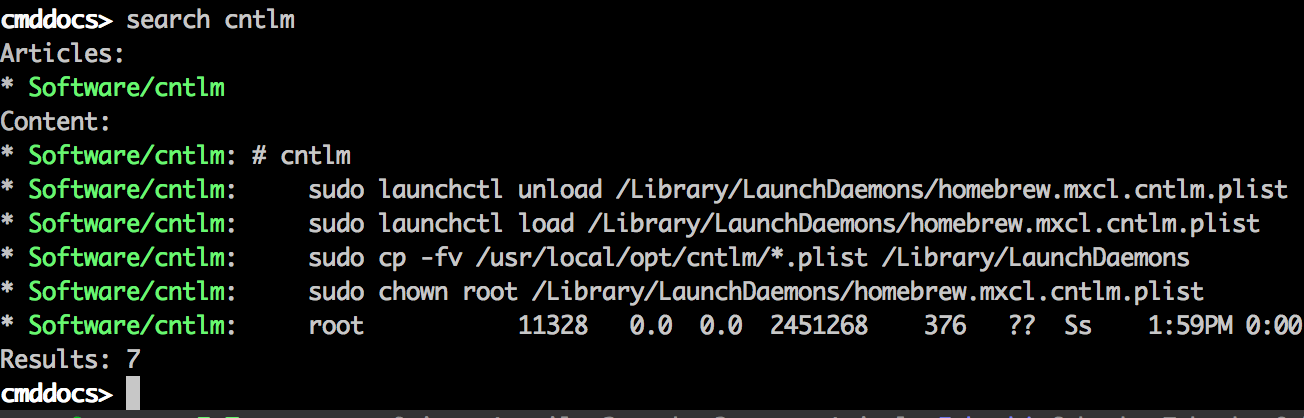 cmddocs> search cntlm
Articles:
* Software/cntlm
Content:
* Software/cntlm: # cntlm
* Software/cntlm:     sudo launchctl unload /Library/LaunchDaemons/homebrew.mxcl.cntlm.plist
* Software/cntlm:     sudo launchctl load /Library/LaunchDaemons/homebrew.mxcl.cntlm.plist
* Software/cntlm:     sudo cp -fv /usr/local/opt/cntlm/*.plist /Library/LaunchDaemons
* Software/cntlm:     sudo chown root /Library/LaunchDaemons/homebrew.mxcl.cntlm.plist
* Software/cntlm:     root           11328   0.0  0.0  2451268    376   ??  Ss    1:59PM 0:00
Results: 7
cmddocs>